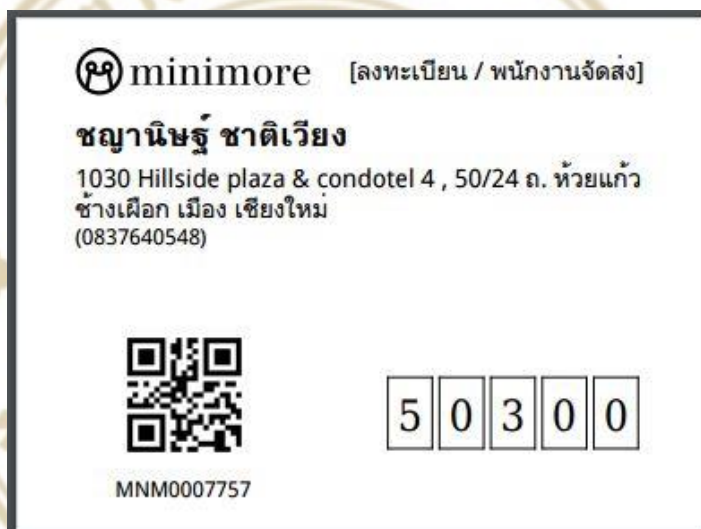 minimore [ลงทะเบียน / พนักงานจัดส่ง]
ชญานิษฐ์ ชาติเวียง
1030 Hillside plaza & condotel 4 , 50/24 ถ. ห้วยแก้ว
ช้างเผือก เมือง เชียงใหม่
(0837640548)
50300
MNM0007757